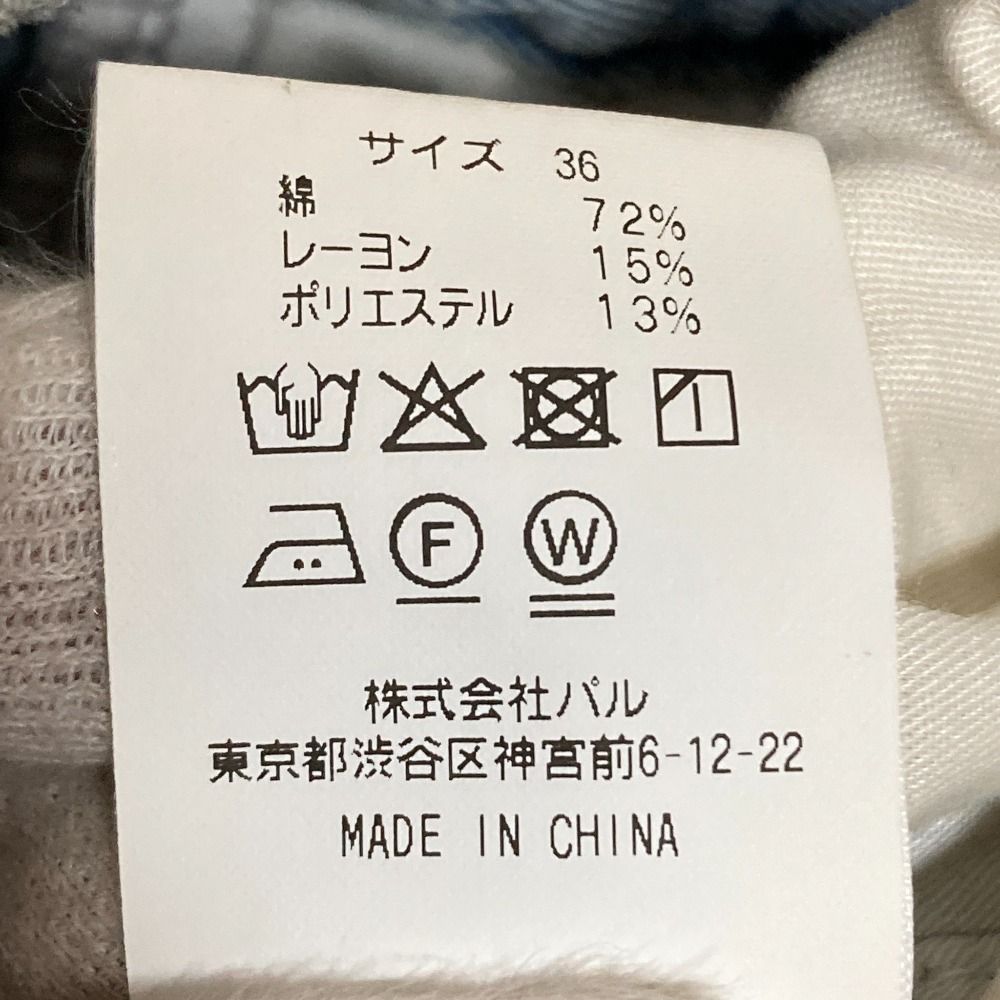 サイズ 36
綿 72%
レーヨン 15%
ポリエステル 13%
F W
株式会社パル
東京都渋谷区神宮前6-12-22
MADE IN CHINA